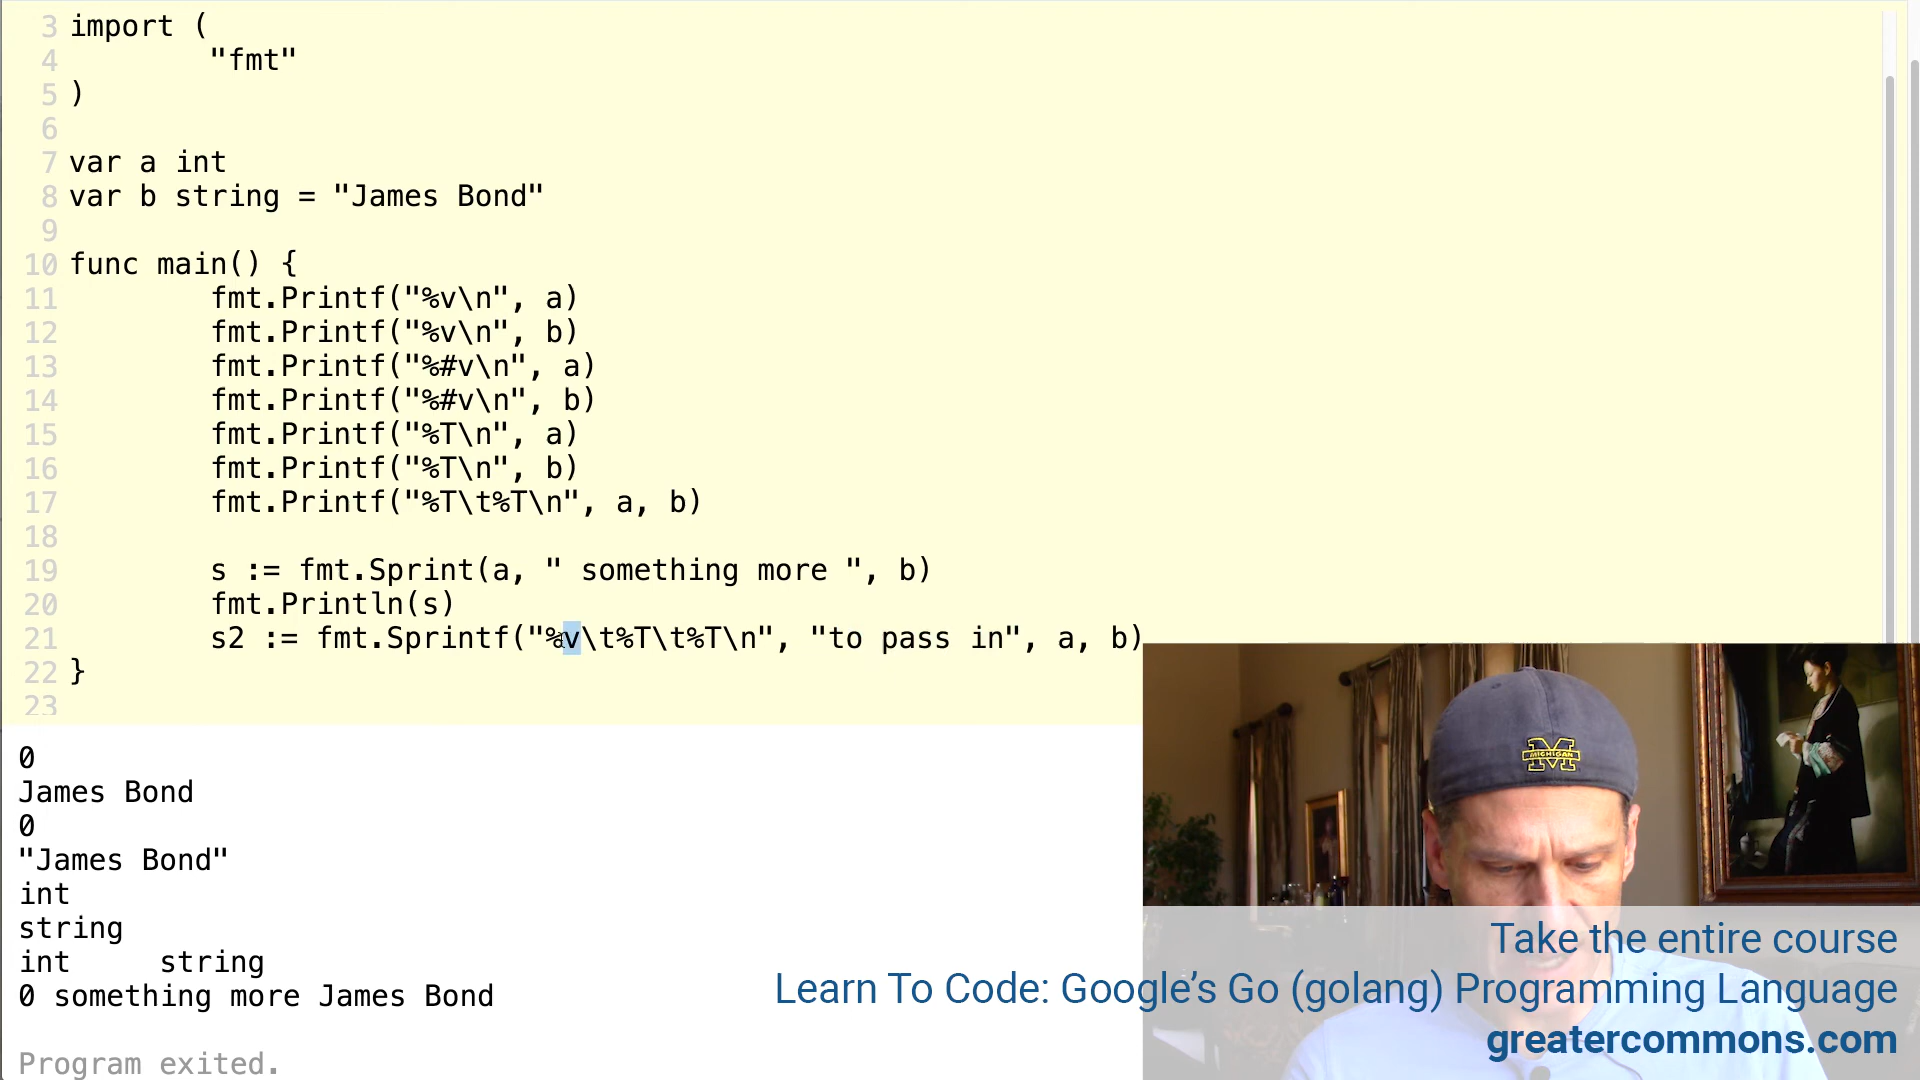 3 import (
4 "fmt"
5 )
6
7 var a int
8 var b string = "James Bond"
9
10 func main() {
11 fmt.Printf("%v\n", a)
12 fmt.Printf("%v\n", b)
13 fmt.Printf("%#v\n", a)
14 fmt.Printf("%#v\n", b)
15 fmt.Printf("%T\n", a)
16 fmt.Printf("%T\n", b)
17 fmt.Printf("%T\t%T\n", a, b)
18
19 s := fmt.Sprint(a, " something more ", b)
20 fmt.Println(s)
21 s2 := fmt.Sprintf("%v\t%T\t%T\n", "to pass in", a, b)
22 }
23
0
James Bond
0
"James Bond"
int
string
int string
0 something more James Bond
Program exited.
M
MICHIGAN
Take the entire course
Learn To Code: Google’s Go (golang) Programming Language
greatercommons.com